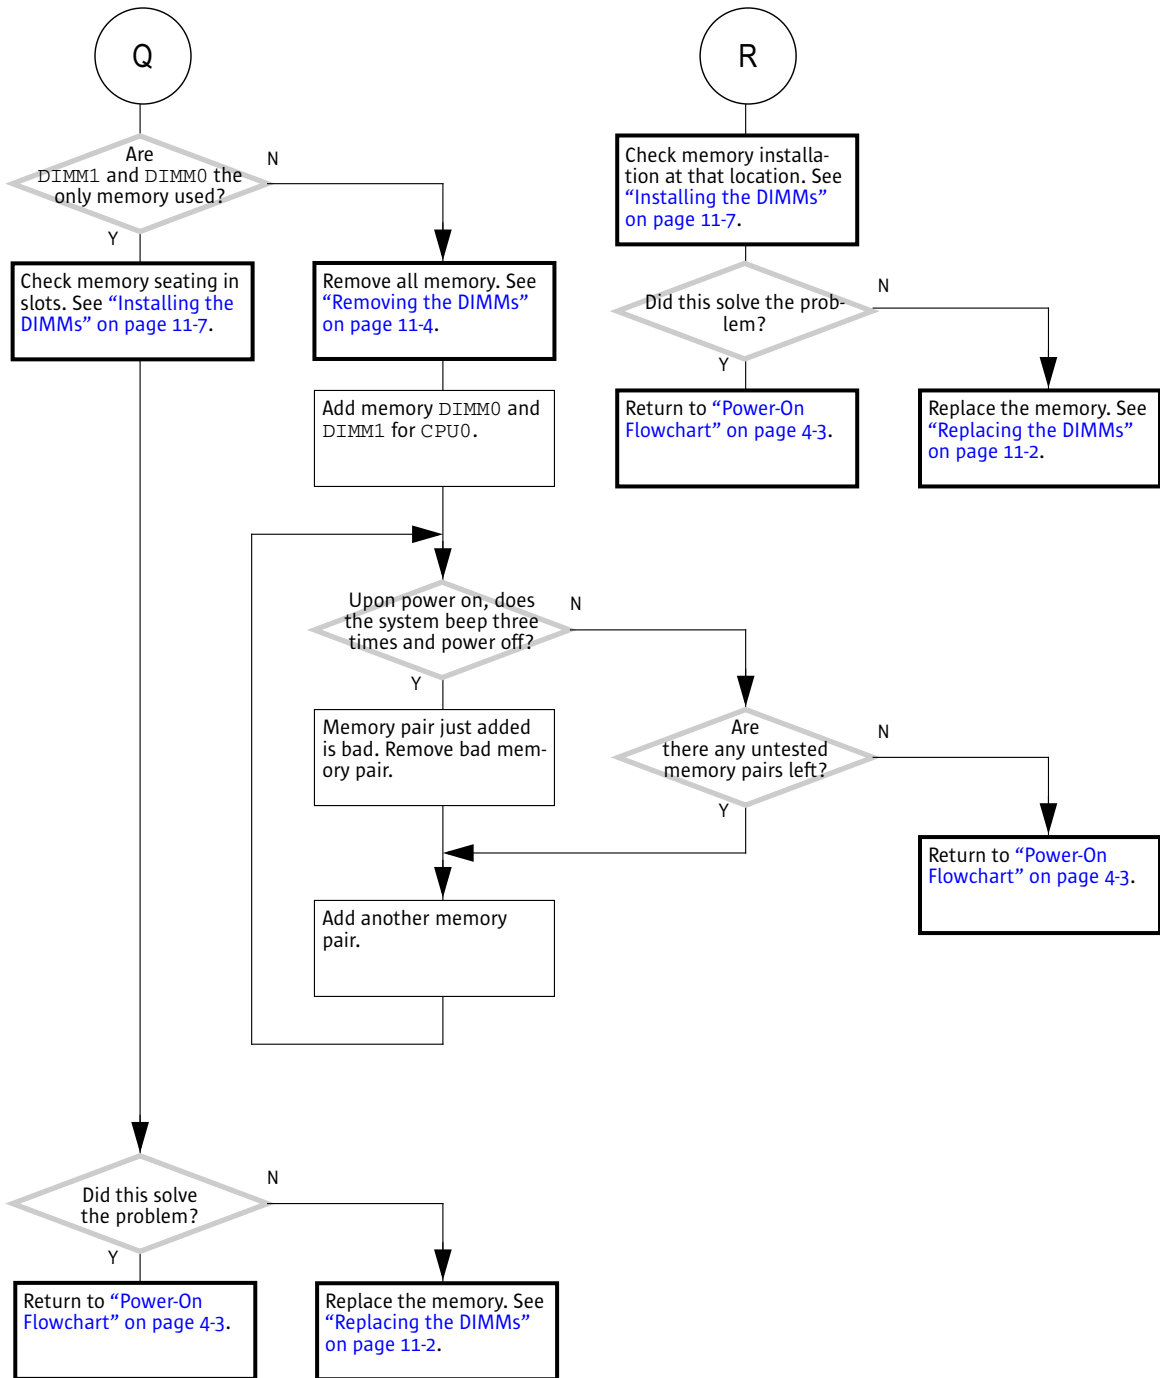 Q
Are
DIMM1 and DIMM0 the
only memory used?
N
Y
Check memory seating in
slots. See “Installing the
DIMMs” on page 11-7.
Remove all memory. See
“Removing the DIMMs”
on page 11-4.
Add memory DIMM0 and
DIMM1 for CPU0.
Upon power on, does
the system beep three
times and power off?
N
Y
Memory pair just added
is bad. Remove bad mem-
ory pair.
Are
there any untested
memory pairs left?
N
Y
Return to “Power-On
Flowchart” on page 4-3.
Add another memory
pair.
Did this solve
the problem?
N
Y
Return to “Power-On
Flowchart” on page 4-3.
Replace the memory. See
“Replacing the DIMMs”
on page 11-2.
R
Check memory installa-
tion at that location. See
“Installing the DIMMs”
on page 11-7.
Did this solve the prob-
lem?
N
Y
Return to “Power-On
Flowchart” on page 4-3.
Replace the memory. See
“Replacing the DIMMs”
on page 11-2.